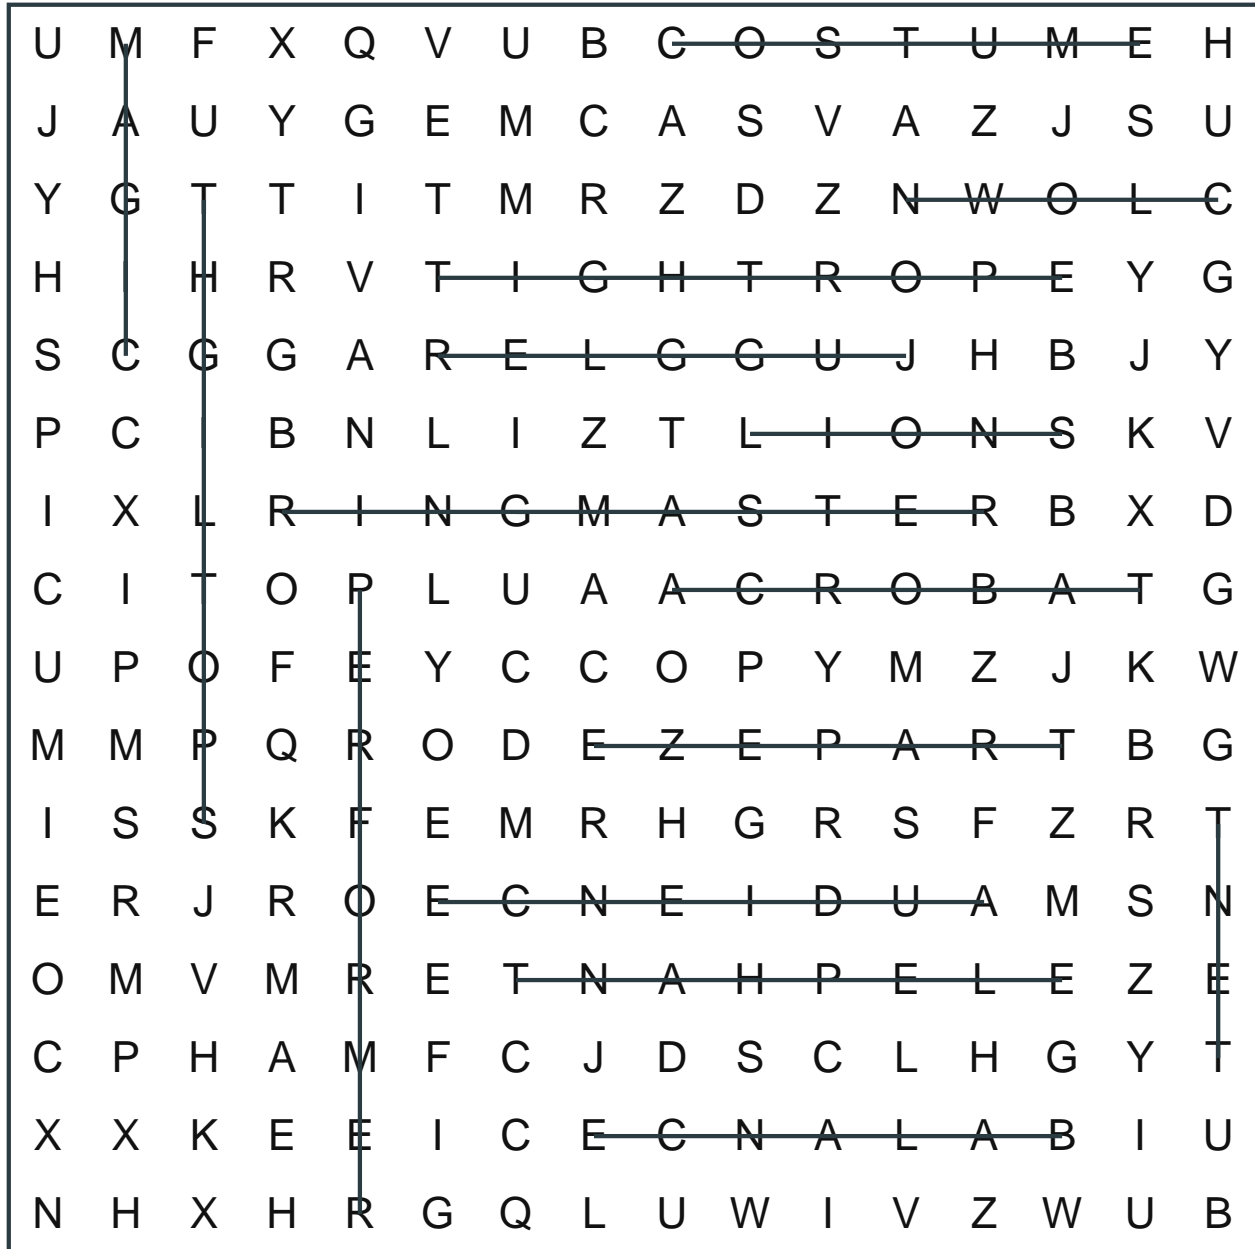 U M F X Q V U B C O S T U M E H
J A U Y G E M C A S V A Z J S U
Y G T T I T M R Z D Z N W O L C
H I H R V T I G H T R O P E Y G
S C G G A R E L G G U J H B J Y
P C I B N L I Z T L I O N S K V
I X L R I N G M A S T E R B X D
C I T O P L U A A C R O B A T G
U P O F E Y C C O P Y M Z J K W
M M P Q R O D E Z E P A R T B G
I S S K F E M R H G R S F Z R T
E R J R O E C N E I D U A M S N
O M V M R E T N A H P E L E Z E
C P H A M F C J D S C L H G Y T
X X K E E I C E C N A L A B I U
N H X H R G Q L U W I V Z W U B